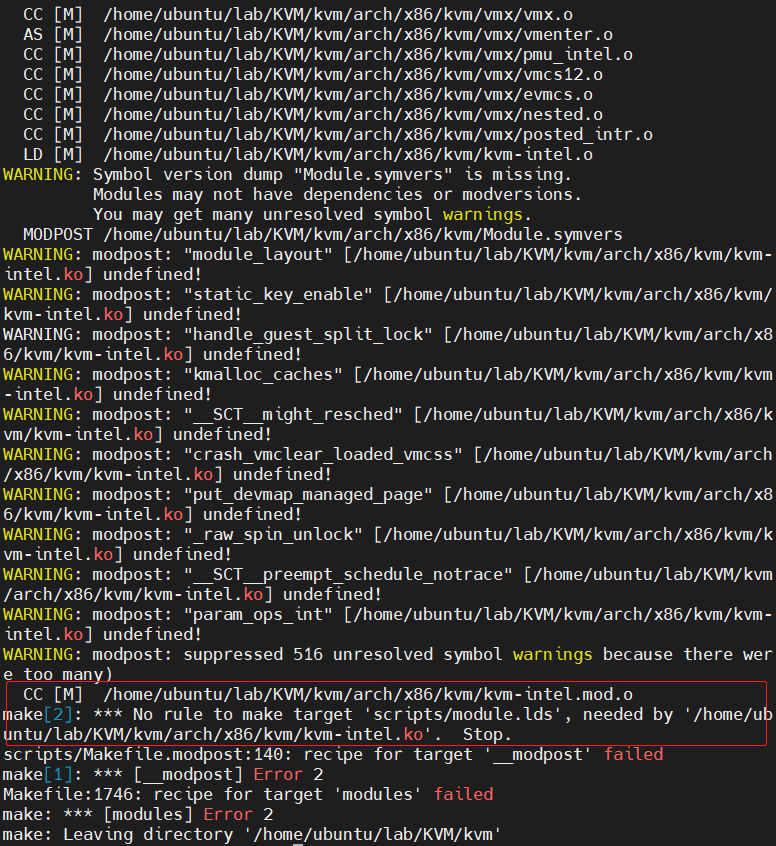 CC [M]  /home/ubuntu/lab/KVM/kvm/arch/x86/kvm/vmx/vmx.o
  AS [M]  /home/ubuntu/lab/KVM/kvm/arch/x86/kvm/vmx/vmenter.o
  CC [M]  /home/ubuntu/lab/KVM/kvm/arch/x86/kvm/vmx/pmu_intel.o
  CC [M]  /home/ubuntu/lab/KVM/kvm/arch/x86/kvm/vmx/vmcs12.o
  CC [M]  /home/ubuntu/lab/KVM/kvm/arch/x86/kvm/vmx/evmcs.o
  CC [M]  /home/ubuntu/lab/KVM/kvm/arch/x86/kvm/vmx/nested.o
  CC [M]  /home/ubuntu/lab/KVM/kvm/arch/x86/kvm/vmx/posted_intr.o
  LD [M]  /home/ubuntu/lab/KVM/kvm/arch/x86/kvm/kvm-intel.o
WARNING: Symbol version dump "Module.symvers" is missing.
         Modules may not have dependencies or modversions.
         You may get many unresolved symbol warnings.
  MODPOST /home/ubuntu/lab/KVM/kvm/arch/x86/kvm/Module.symvers
WARNING: modpost: "module_layout" [/home/ubuntu/lab/KVM/kvm/arch/x86/kvm/kvm-
intel.ko] undefined!
WARNING: modpost: "static_key_enable" [/home/ubuntu/lab/KVM/kvm/arch/x86/kvm/
kvm-intel.ko] undefined!
WARNING: modpost: "handle_guest_split_lock" [/home/ubuntu/lab/KVM/kvm/arch/x8
6/kvm/kvm-intel.ko] undefined!
WARNING: modpost: "kmalloc_caches" [/home/ubuntu/lab/KVM/kvm/arch/x86/kvm/kvm
-intel.ko] undefined!
WARNING: modpost: "__SCT__might_resched" [/home/ubuntu/lab/KVM/kvm/arch/x86/k
vm/kvm-intel.ko] undefined!
WARNING: modpost: "crash_vmclear_loaded_vmcss" [/home/ubuntu/lab/KVM/kvm/arch
/x86/kvm/kvm-intel.ko] undefined!
WARNING: modpost: "put_devmap_managed_page" [/home/ubuntu/lab/KVM/kvm/arch/x8
6/kvm/kvm-intel.ko] undefined!
WARNING: modpost: "_raw_spin_unlock" [/home/ubuntu/lab/KVM/kvm/arch/x86/kvm/k
vm-intel.ko] undefined!
WARNING: modpost: "__SCT__preempt_schedule_notrace" [/home/ubuntu/lab/KVM/kvm
/arch/x86/kvm/kvm-intel.ko] undefined!
WARNING: modpost: "param_ops_int" [/home/ubuntu/lab/KVM/kvm/arch/x86/kvm/kvm-
intel.ko] undefined!
WARNING: modpost: suppressed 516 unresolved symbol warnings because there wer
e too many)
  CC [M]  /home/ubuntu/lab/KVM/kvm/arch/x86/kvm/kvm-intel.mod.o
make[2]: *** No rule to make target 'scripts/module.lds', needed by '/home/ub
untu/lab/KVM/kvm/arch/x86/kvm/kvm-intel.ko'.  Stop.
scripts/Makefile.modpost:140: recipe for target '__modpost' failed
make[1]: *** [__modpost] Error 2
Makefile:1746: recipe for target 'modules' failed
make: *** [modules] Error 2
make: Leaving directory '/home/ubuntu/lab/KVM/kvm'